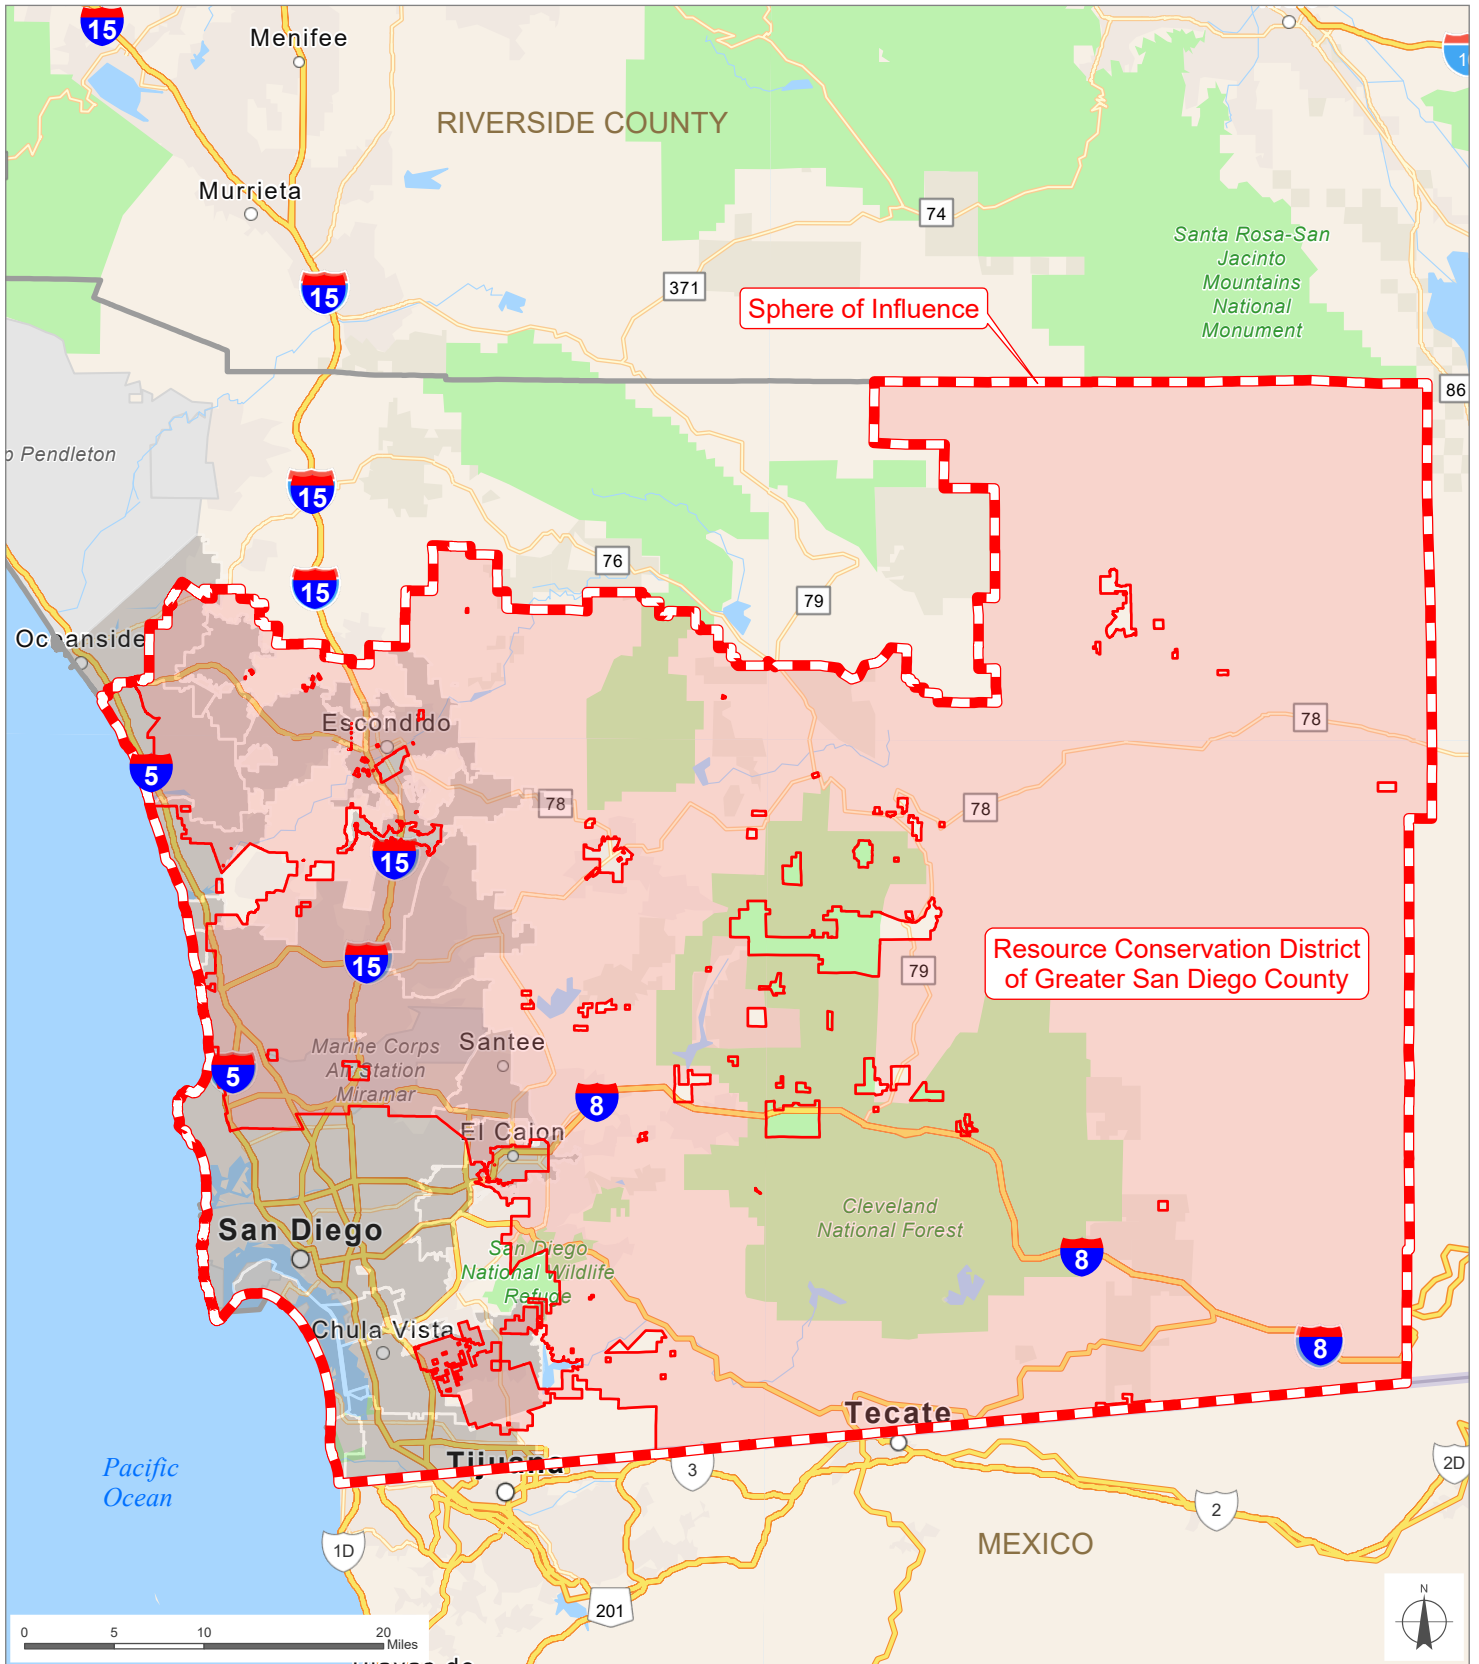 15
Menifee
10
RIVERSIDE COUNTY
Murrieta
74
Santa Rosa-San
Jacinto
Mountains
National
Monument
371
15
Sphere of Influence
86
Pendleton
15
76
15
79
Oceanside
Escondido
78
5
78
78
15
Resource Conservation District
of Greater San Diego County
15
79
Marine Corps
Air Station
Miramar
Santee
5
8
El Cajon
Cleveland
National Forest
San Diego
San Diego
National Wildlife
Refuge
8
Chula Vista
8
Tecate
Tijuana
Pacific
Ocean
3
2D
2
1D
MEXICO
201
N
0 5 10 20
Miles